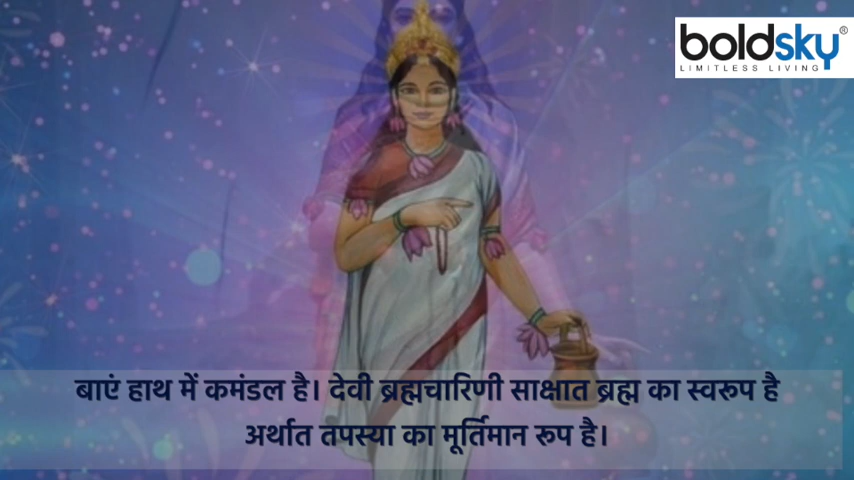 boldsky®
LIMITLESS LIVING
बाएं हाथ में कमंडल है। देवी ब्रह्मचारिणी साक्षात ब्रह्म का स्वरूप है
अर्थात तपस्या का मूर्तिमान रूप है।